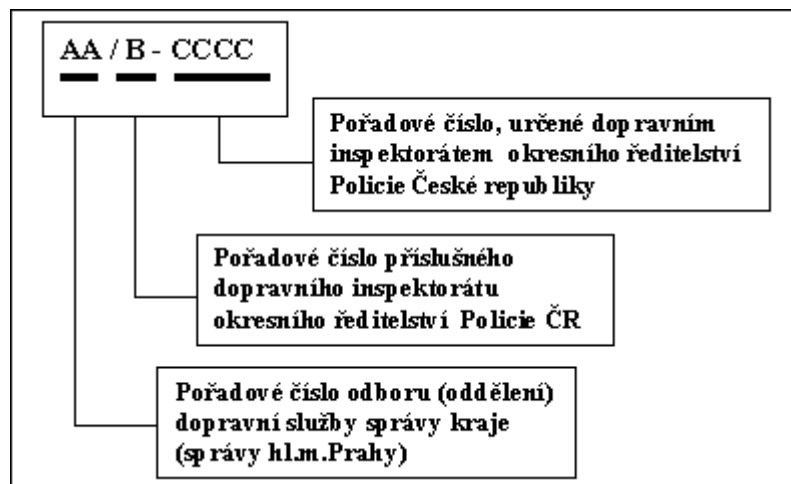 AA / B - CCCC
Pořadové číslo, určené dopravním
inspektorátem okresního ředitelství
Policie České republiky
Pořadové číslo příslušného
dopravního inspektorátu
okresního ředitelství Policie ČR
Pořadové číslo odboru (oddělení)
dopravní služby správy kraje
(správy hl.m.Prahy)